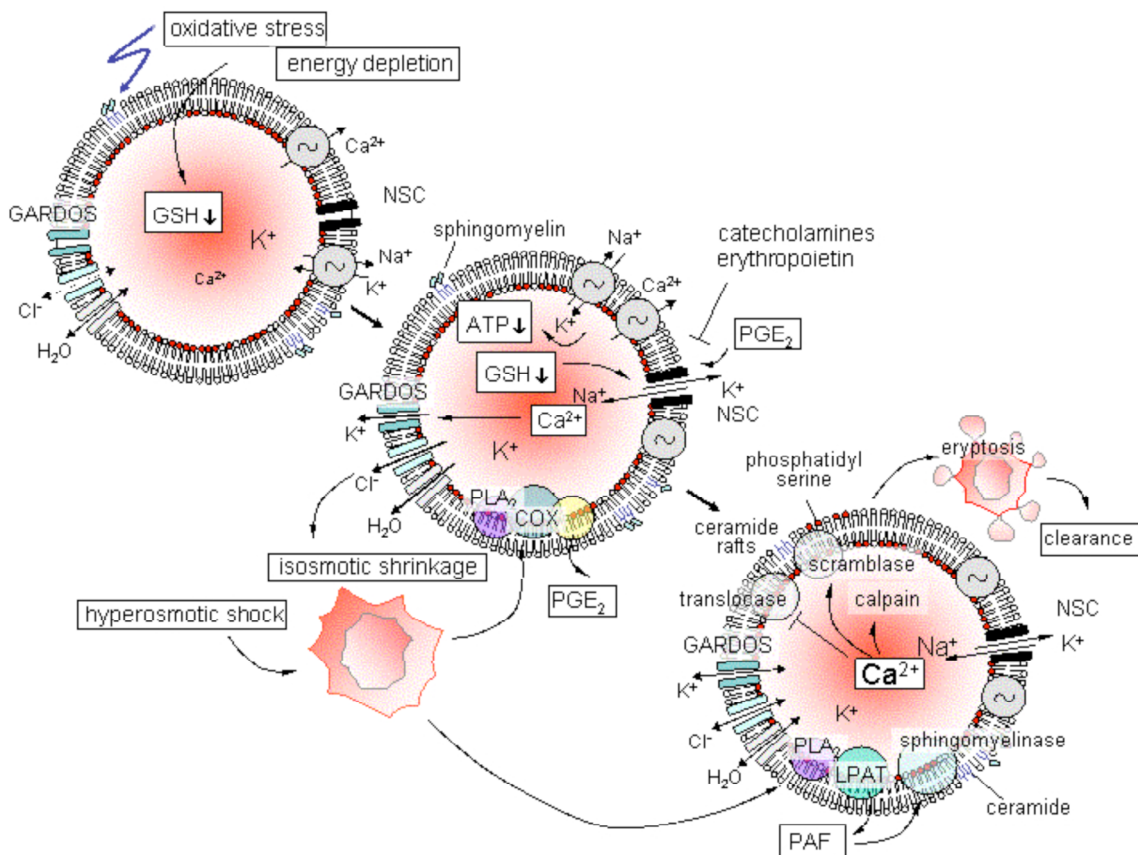 oxidative stress
energy depletion
Ca²⁺
NSC
GARDOS
GSH ↓
K⁺
Ca²⁺
Na⁺
K⁺
Cl⁻
H₂O
sphingomyelin
Na⁺
Ca²⁺
catecholamines
erythropoietin
ATP ↓
K⁺
PGE₂
GSH ↓
GARDOS
Na⁺
K⁺
NSC
Ca²⁺
K⁺
K⁺
Cl⁻
H₂O
PLA₂
COX
isosmotic shrinkage
PGE₂
hyperosmotic shock
phosphatidyl
serine
eryptosis
ceramide
rafts
clearance
scramblase
translocase
calpain
NSC
GARDOS
Na⁺
K⁺
Ca²⁺
K⁺
K⁺
Cl⁻
sphingomyelinase
PLA
LPAT
H₂O
ceramide
PAF